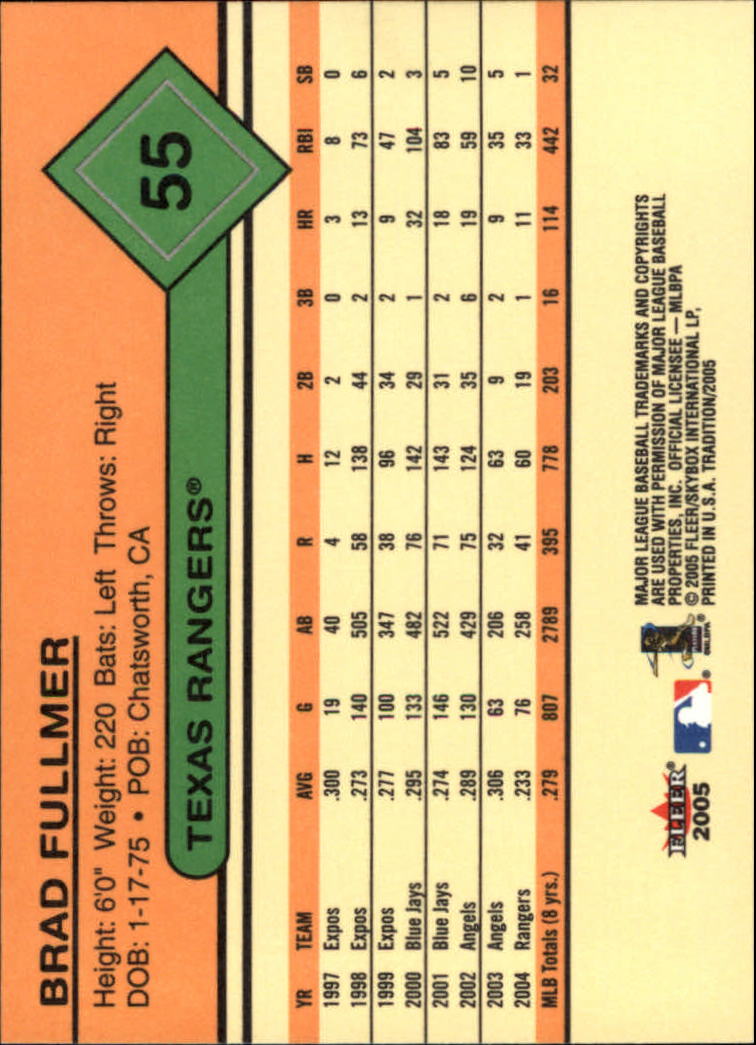 BRAD FULLMER
Height: 6'0" Weight: 220 Bats: Left Throws: Right
DOB: 1-17-75 • POB: Chatsworth, CA
55
TEXAS RANGERS®
YR TEAM AVG G AB R H 2B 3B HR RBI SB
1997 Expos .300 19 40 4 12 2 0 3 8 0
1998 Expos .273 140 505 58 138 44 2 13 73 6
1999 Expos .277 100 347 38 96 34 2 9 47 2
2000 Blue Jays .295 133 482 76 142 29 1 32 104 3
2001 Blue Jays .274 146 522 71 143 31 2 18 83 5
2002 Angels .289 130 429 75 124 35 6 19 59 10
2003 Angels .306 63 206 32 63 9 2 9 35 5
2004 Rangers .233 76 258 41 60 19 1 11 33 1
MLB Totals (8 yrs.) .279 807 2789 395 778 203 16 114 442 32
FLEER®
2005
®
©MLBPA
MAJOR LEAGUE BASEBALL TRADEMARKS AND COPYRIGHTS
ARE USED WITH PERMISSION OF MAJOR LEAGUE BASEBALL
PROPERTIES, INC. OFFICIAL LICENSEE — MLBPA
© 2005 FLEER/SKYBOX INTERNATIONAL LP,
PRINTED IN U.S.A. TRADITION/2005